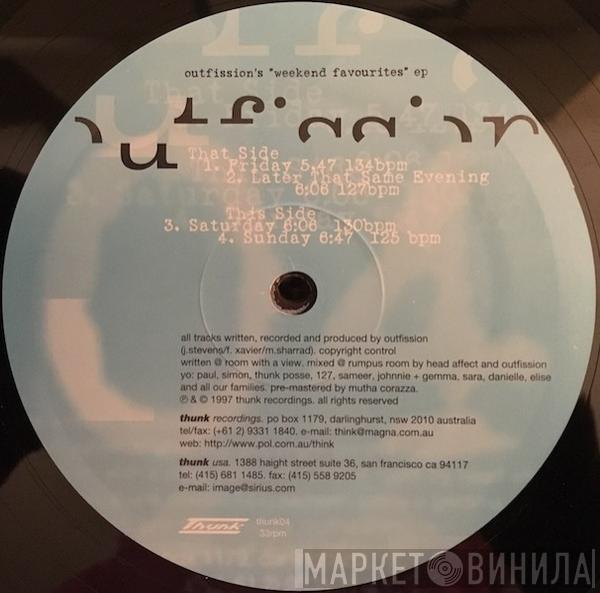 outfission's "weekend favourites" ep
outfission
That Side
1. Friday 5.47 134bpm
2. Later That Same Evening
6:08 127bpm
This Side
3. Saturday 6:06 130bpm
4. Sunday 6:47 125 bpm
all tracks written, recorded and produced by outfission
(j.stevens/f. xavier/m.sharrad). copyright control
written @ room with a view. mixed @ rumpus room by head affect and outfission
yo: paul, simon, thunk posse, 127, sameer, johnnie + gemma, sara, danielle, elise
and all our families. pre-mastered by mutha corazza.
℗ & © 1997 thunk recordings. all rights reserved
thunk recordings. po box 1179, darlinghurst, nsw 2010 australia
tel/fax: (+61 2) 9331 1840. e-mail: think@magna.com.au
web: http://www.pol.com.au/think
thunk usa. 1388 haight street suite 36, san francisco ca 94117
tel: (415) 681 1485. fax: (415) 558 9205
e-mail: image@sirius.com
Thunk
thunk04
33rpm
МАРКЕТ ВИНИЛА